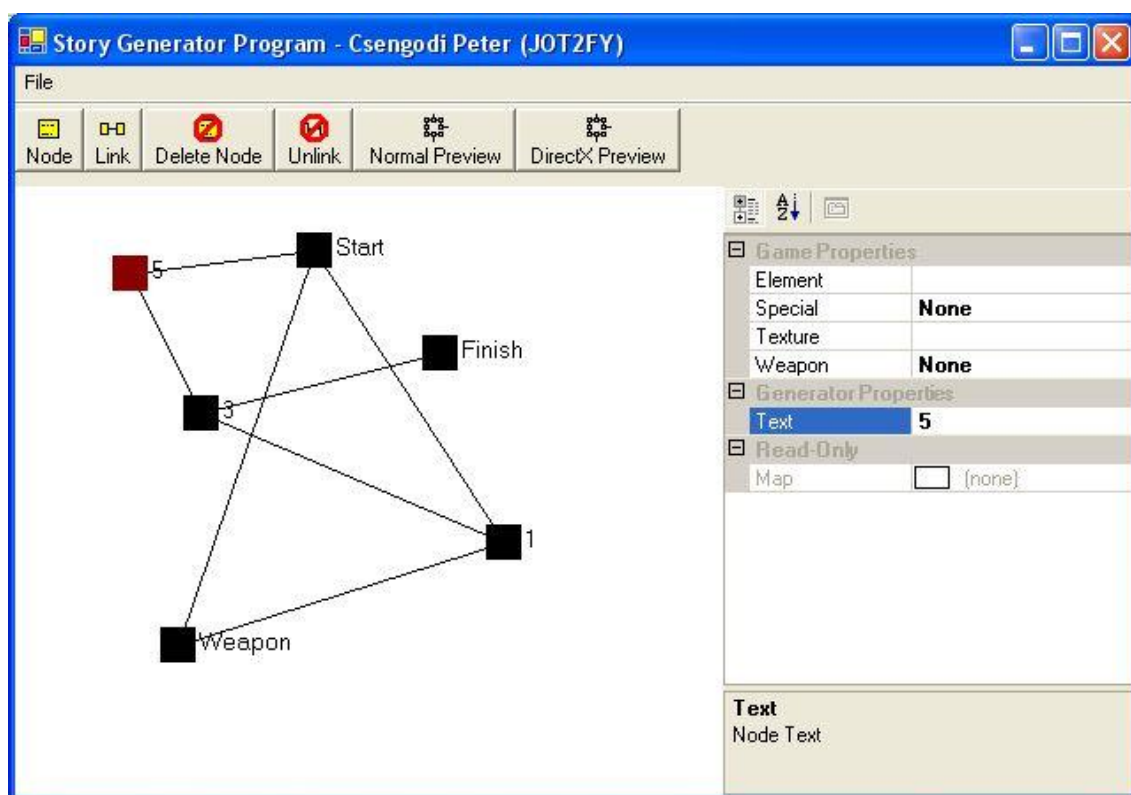 Story Generator Program - Csengodi Peter (JOT2FY)
File
Node Link Delete Node Unlink Normal Preview DirectX Preview
Start
5
Finish
3
1
Weapon
Game Properties
Element
Special None
Texture
Weapon None
Generator Properties
Text 5
Read-Only
Map (none)
Text
Node Text